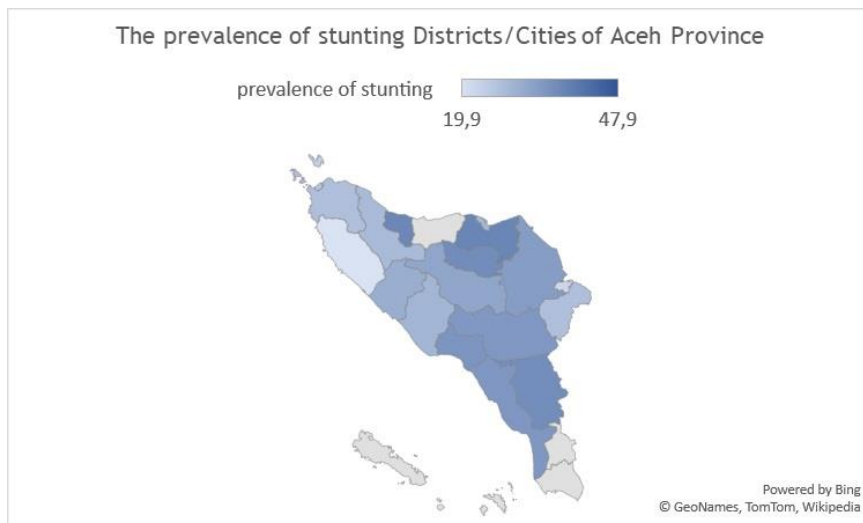 The prevalence of stunting Districts/Cities of Aceh Province
prevalence of stunting
19,9 47,9
Powered by Bing
© GeoNames, TomTom, Wikipedia